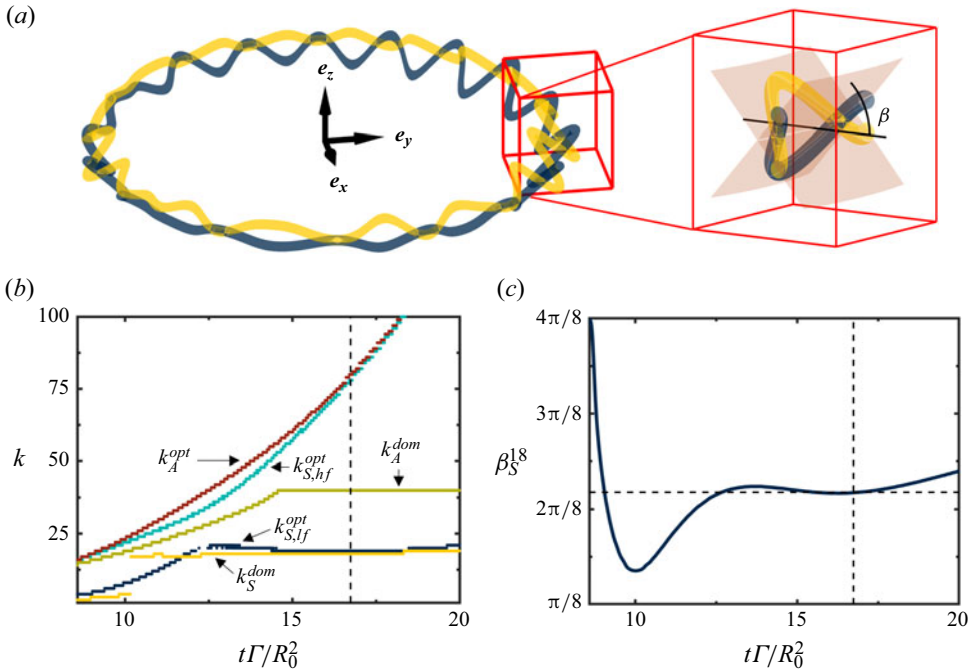 (a)
e_z
e_y
e_x
β
(b)
100
75
50
25
k
k_A^{opt}
k_{S,hf}^{opt}
k_A^{dom}
k_{S,lf}^{opt}
k_S^{dom}
10
15
20
tΓ/R_0^2
(c)
4π/8
3π/8
2π/8
π/8
β_S^{18}
10
15
20
tΓ/R_0^2